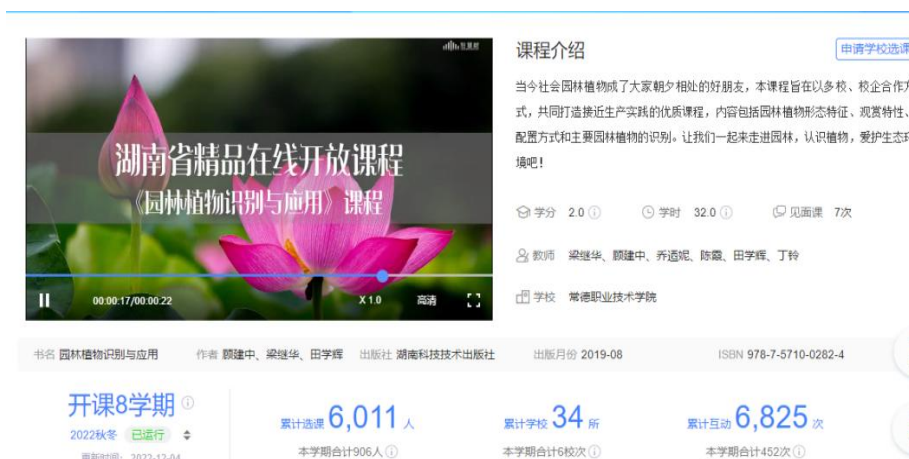 湖南省精品在线开放课程
《园林植物识别与应用》课程
00:00:17/00:00:22
X 1.0
高清
课程介绍
申请学校选课
当今社会园林植物成了大家朝夕相处的好朋友，本课程旨在以多校、校企合作方
式，共同打造接近生产实践的优质课程，内容包括园林植物形态特征、观赏特性、
配置方式和主要园林植物的识别。让我们一起来走进园林，认识植物，爱护生态环
境吧！
学分 2.0 学时 32.0 见面课 7次
教师 梁继华、顾建中、乔适妮、陈霞、田学辉、丁铃
学校 常德职业技术学院
书名 园林植物识别与应用 作者 顾建中、梁继华、田学辉 出版社 湖南科技技术出版社 出版月份 2019-08 ISBN 978-7-5710-0282-4
开课8学期
2022秋冬 已运行
更新时间：2022-12-04
累计选课 6,011 人
本学期合计906人
累计学校 34 所
本学期合计6校次
累计互动 6,825 次
本学期合计452次